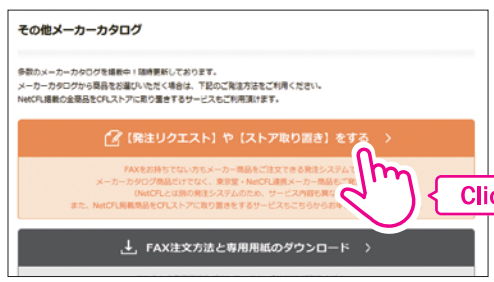 その他メーカーカタログ
多数のメーカーカタログを掲載中！随時更新しております。
メーカーカタログから商品をお選びいただく場合は、下記のご発注方法をご利用ください。
NetCFL掲載の全商品をCFLストアに取り置きするサービスもご利用頂けます。
【発注リクエスト】や【ストア取り置き】をする
FAXをお持ちでない方もメーカー商品をご注文できる発注システムで
メーカーカタログ商品だけでなく、東京堂・NetCFL連携メーカー商品もご発
(NetCFLとは別の発注システムのため、サービス内容も異な
また、NetCFL掲載商品をCFLストアに取り置きをするサービスもこちらからお
Clic
FAX注文方法と専用用紙のダウンロード